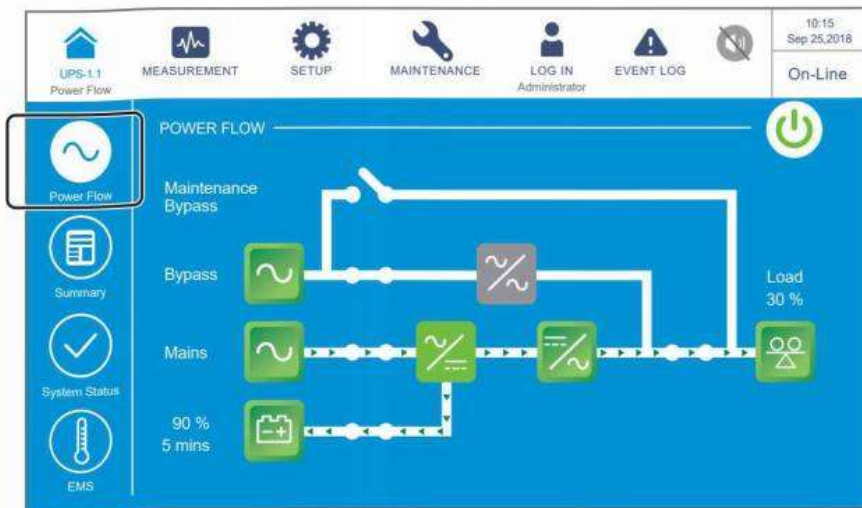 UPS-1.1
Power Flow
MEASUREMENT
SETUP
MAINTENANCE
LOG IN
Administrator
EVENT LOG
10:15
Sep 25,2018
On-Line
Power Flow
Summary
System Status
EMS
POWER FLOW
Maintenance
Bypass
Bypass
Load
30 %
Mains
90 %
5 mins